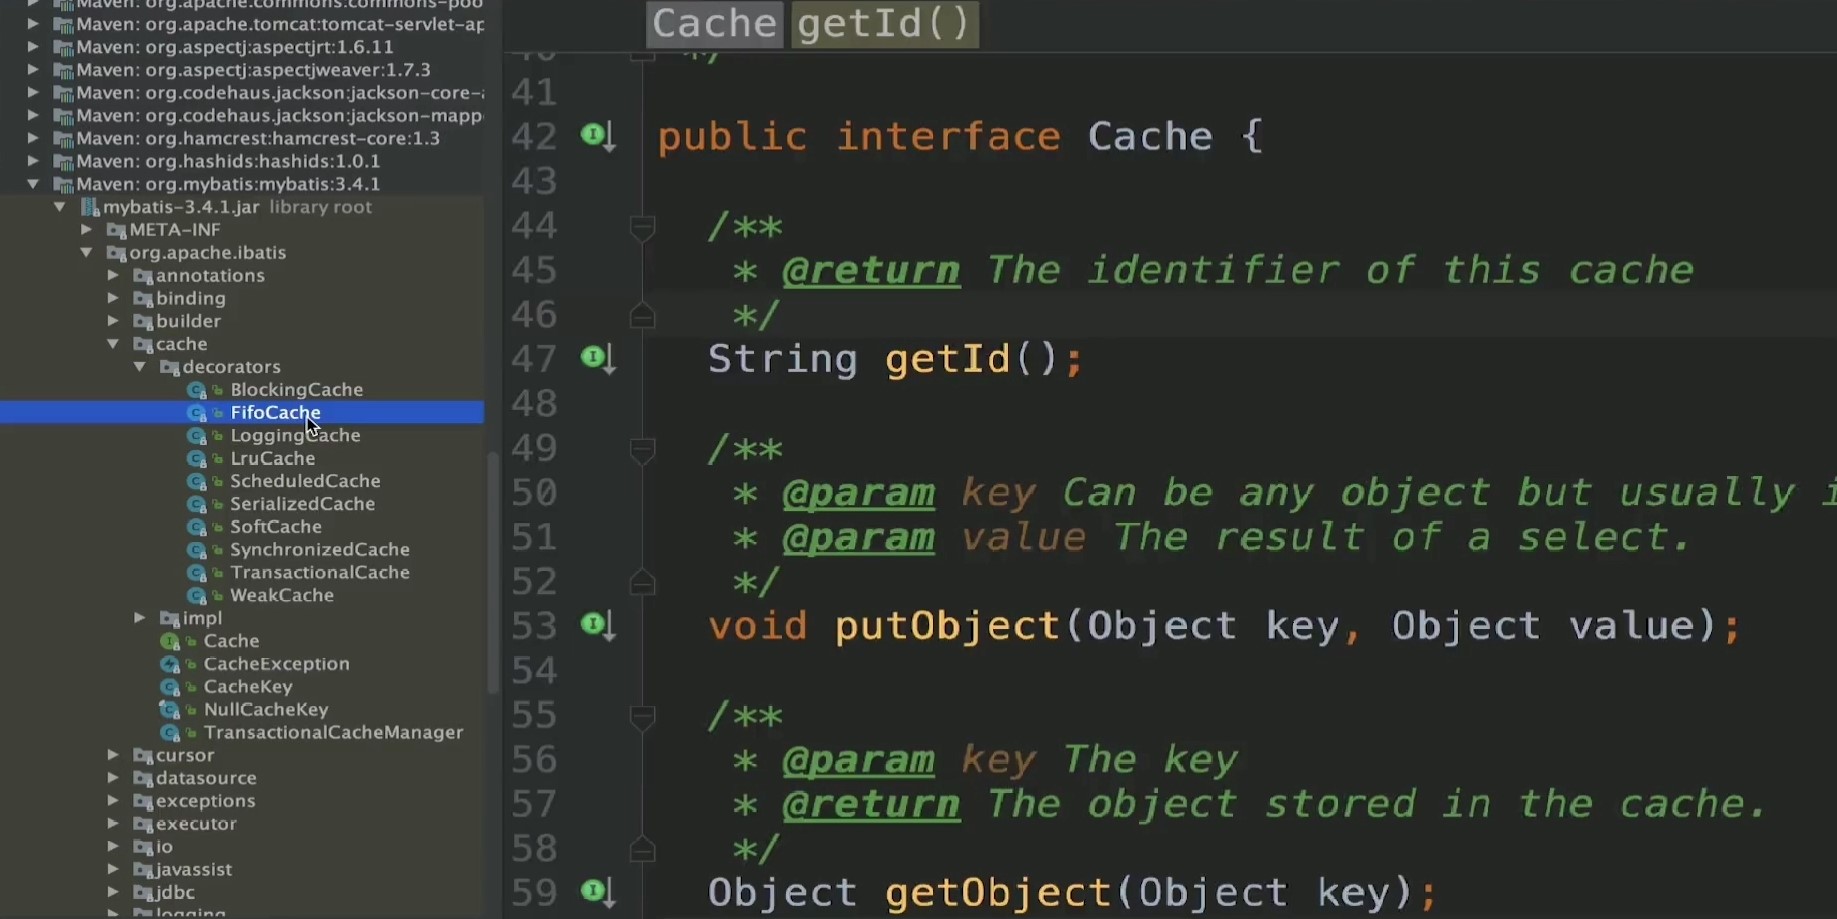 Maven: org.apache.commons:commons-poo
Maven: org.apache.tomcat:tomcat-servlet-ap
Maven: org.aspectj:aspectjrt:1.6.11
Maven: org.aspectj:aspectjweaver:1.7.3
Maven: org.codehaus.jackson:jackson-core-a
Maven: org.codehaus.jackson:jackson-mapp
Maven: org.hamcrest:hamcrest-core:1.3
Maven: org.hashids:hashids:1.0.1
Maven: org.mybatis:mybatis:3.4.1
mybatis-3.4.1.jar library root
META-INF
org.apache.ibatis
annotations
binding
builder
cache
decorators
BlockingCache
FifoCache
LoggingCache
LruCache
ScheduledCache
SerializedCache
SoftCache
SynchronizedCache
TransactionalCache
WeakCache
impl
Cache
CacheException
CacheKey
NullCacheKey
TransactionalCacheManager
cursor
datasource
exceptions
executor
io
javassist
jdbc
logging
Cache getId()
40 */
41
42 public interface Cache {
43
44 /**
45 * @return The identifier of this cache
46 */
47 String getId();
48
49 /**
50 * @param key Can be any object but usually i
51 * @param value The result of a select.
52 */
53 void putObject(Object key, Object value);
54
55 /**
56 * @param key The key
57 * @return The object stored in the cache.
58 */
59 Object getObject(Object key);